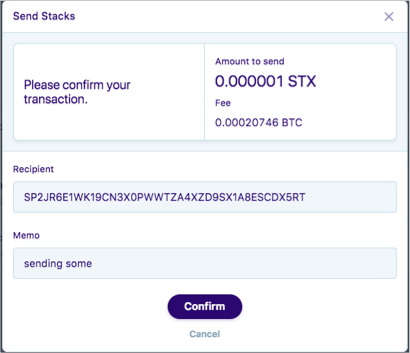 Send Stacks
Please confirm your
transaction.
Amount to send
0.000001 STX
Fee
0.00020746 BTC
Recipient
SP2JR6E1WK19CN3X0PWWTZA4XZD9SX1A8ESCDX5RT
Memo
sending some
Confirm
Cancel